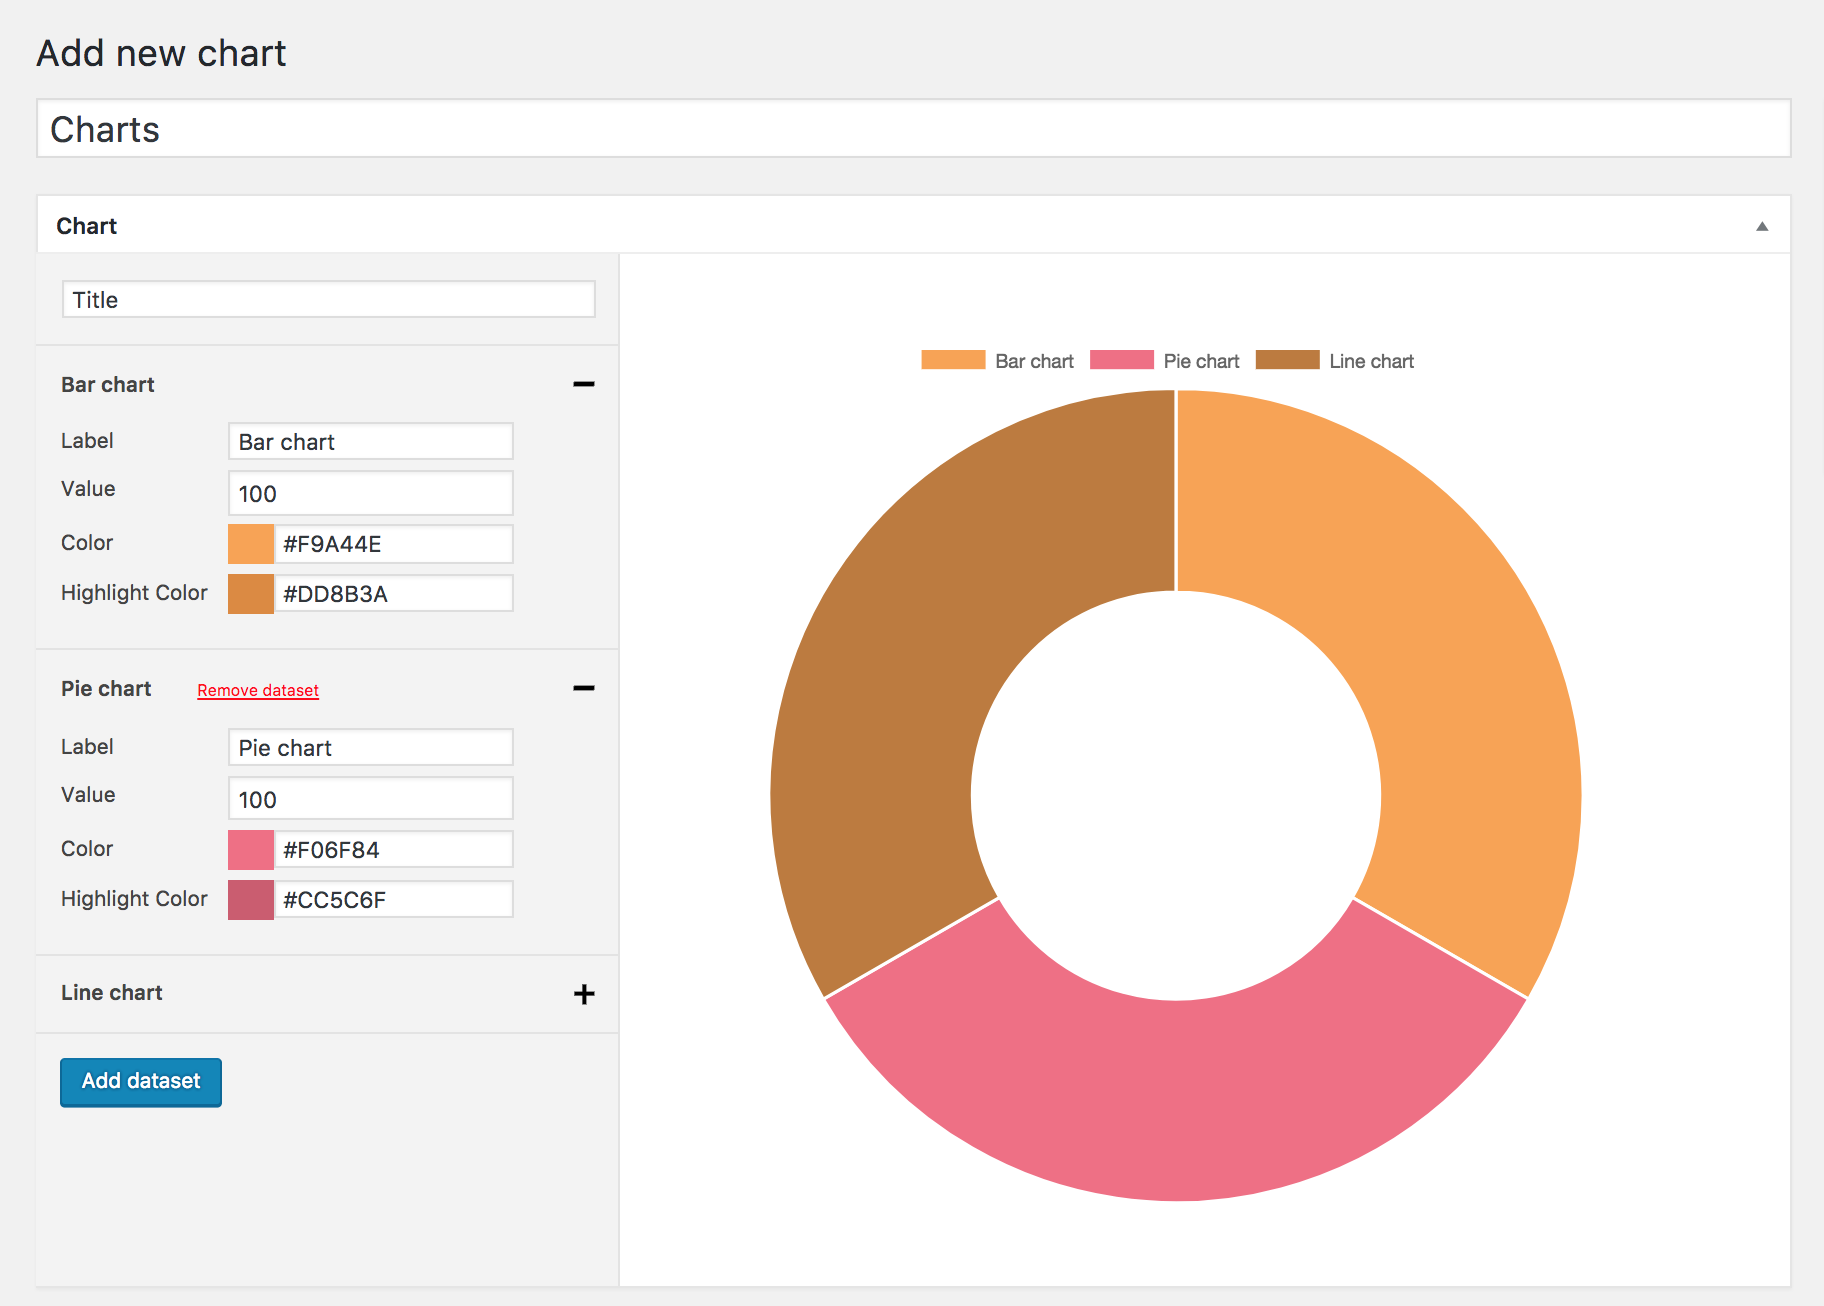 Add new chart
Charts
Chart
Title
Bar chart
Label Bar chart
Value 100
Color #F9A44E
Highlight Color #DD8B3A
Pie chart Remove dataset
Label Pie chart
Value 100
Color #F06F84
Highlight Color #CC5C6F
Line chart
Add dataset
Bar chart Pie chart Line chart